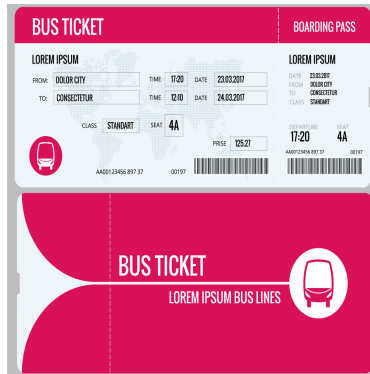 BUS TICKET
LOREM IPSUM
FROM: DOLOR CITY TIME 17:20 DATE 23.03.2017
TO: CONSECTETUR TIME 12:10 DATE 24.03.2017
CLASS STANDART SEAT 4A
PRISE 125.27
AA00123456 897 37 00197
BOARDING PASS
LOREM IPSUM
DATE 23.03.2017
FROM DOLOR CITY
TO CONSECTETUR
CLASS STANDART
DEPARTURE SEAT
17:20 4A
AA00123456 897 37 00197
BUS TICKET
LOREM IPSUM BUS LINES